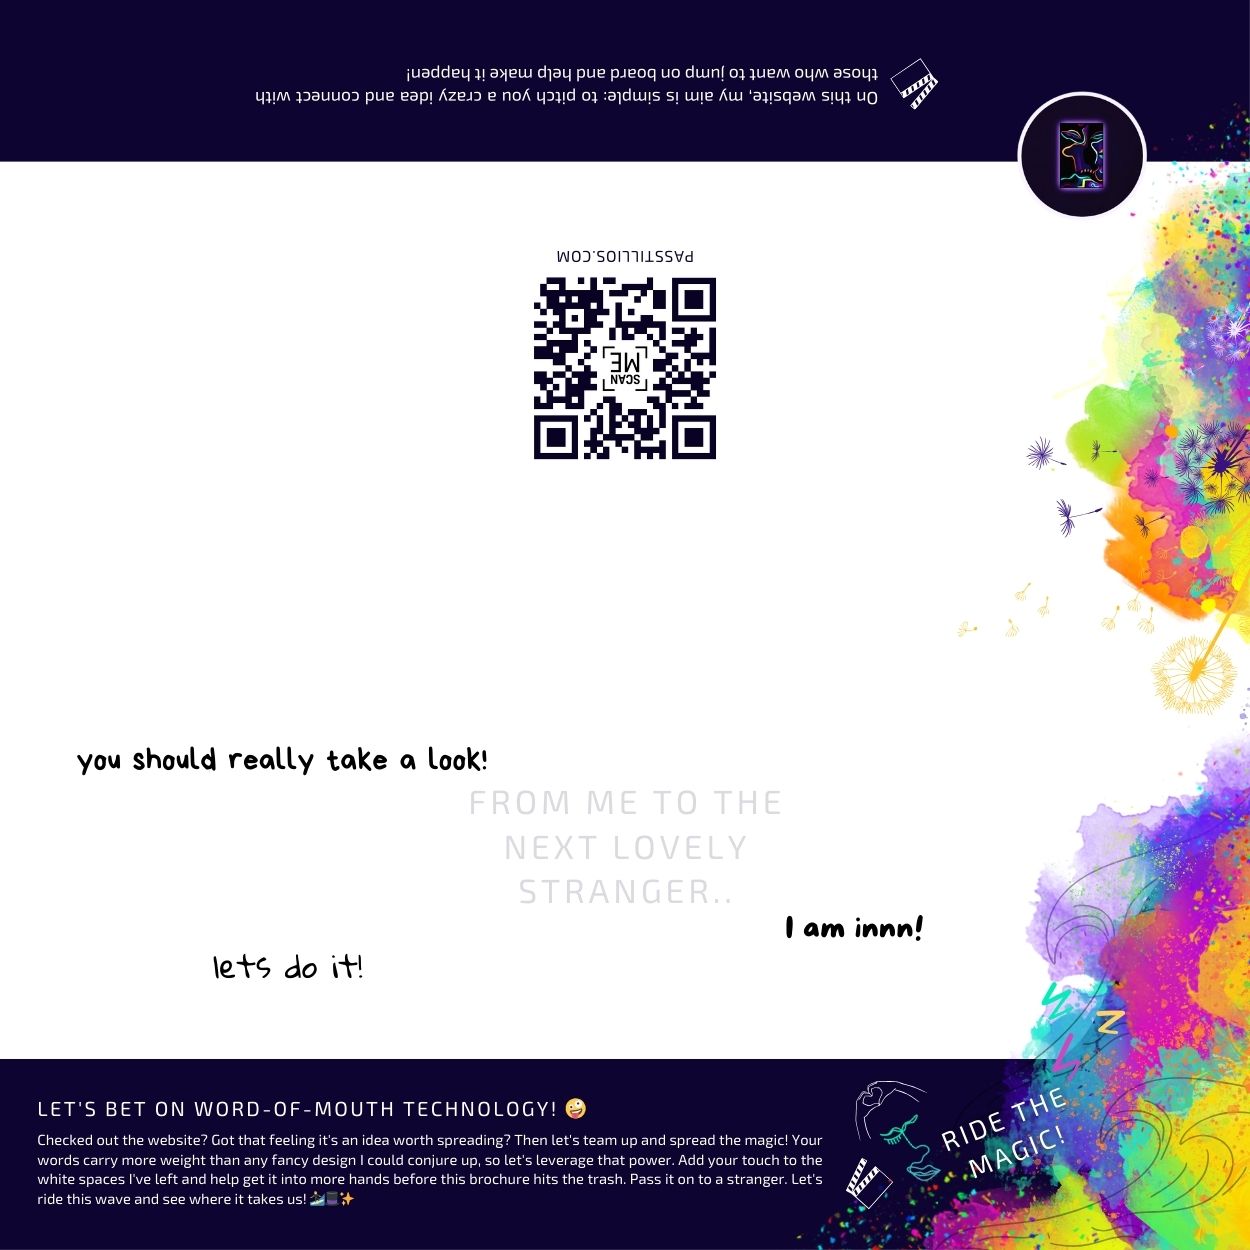 On this website, my aim is simple: to pitch you a crazy idea and connect with
those who want to jump on board and help make it happen!
PASSTILLIOS.COM
SCAN
ME
you should really take a look!
FROM ME TO THE
NEXT LOVELY
STRANGER..
I am innn!
lets do it!
LET'S BET ON WORD-OF-MOUTH TECHNOLOGY! 🤪
Checked out the website? Got that feeling it's an idea worth spreading? Then let's team up and spread the magic! Your
words carry more weight than any fancy design I could conjure up, so let's leverage that power. Add your touch to the
white spaces I've left and help get it into more hands before this brochure hits the trash. Pass it on to a stranger. Let's
ride this wave and see where it takes us! 🏄🎩✨
RIDE THE
MAGIC!